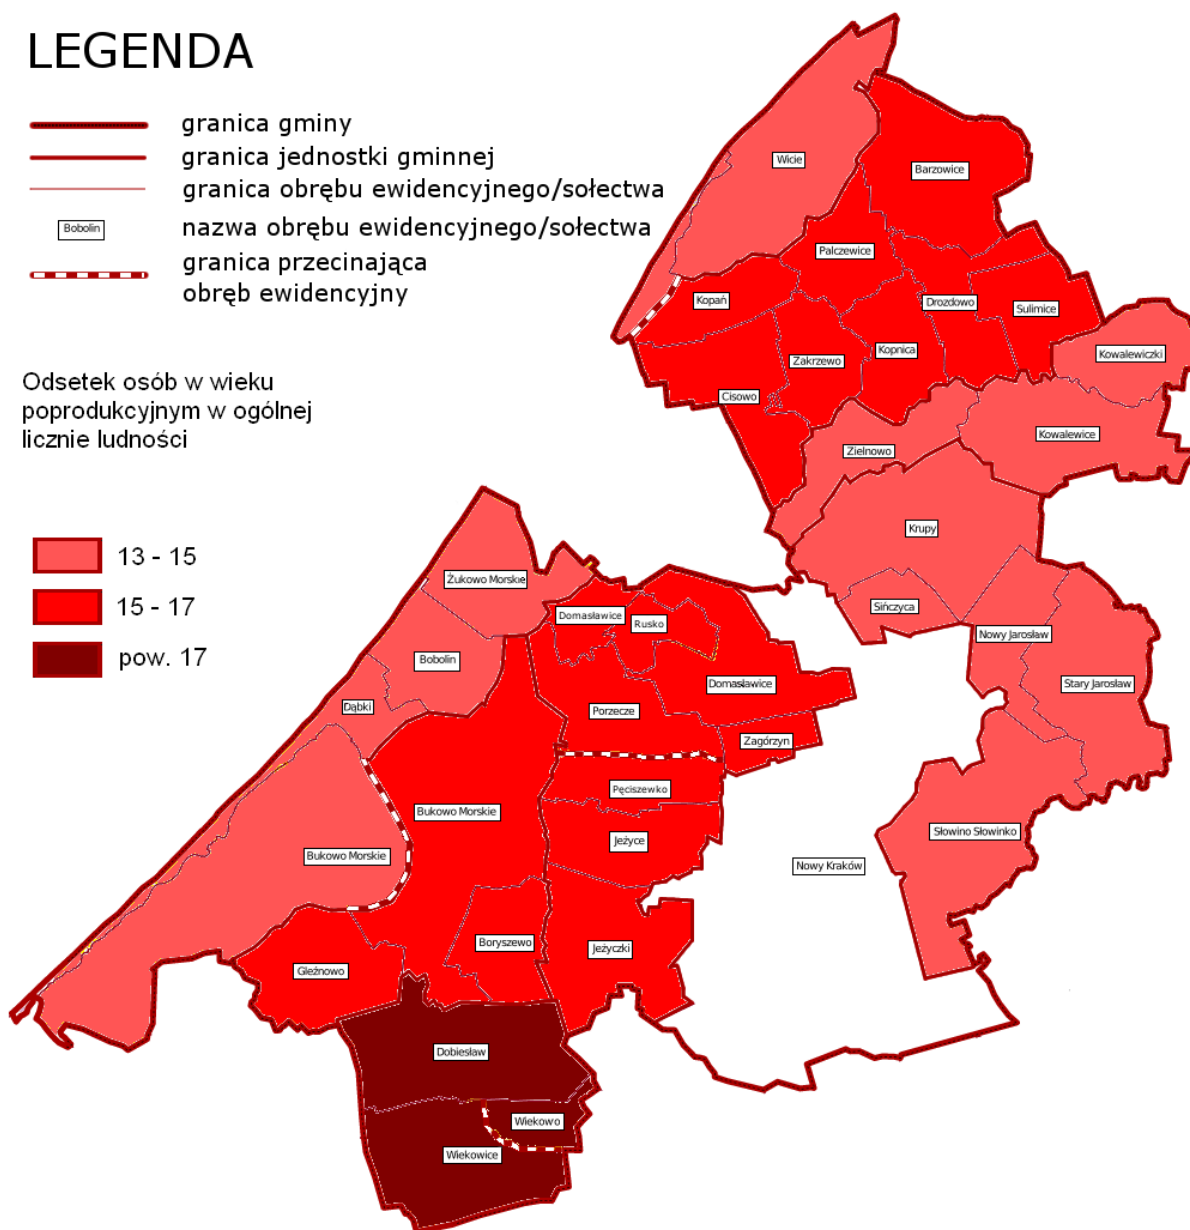 LEGENDA
granica gminy
granica jednostki gminnej
granica obrębu ewidencyjnego/sołectwa
Bobolin
nazwa obrębu ewidencyjnego/sołectwa
granica przecinająca
obręb ewidencyjny
Odsetek osób w wieku
poprodukcyjnym w ogólnej
licznie ludności
13 - 15
15 - 17
pow. 17
Wicie
Barzowice
Palczewice
Kopań
Drozdowo
Sulimice
Zakrzewo
Kopnica
Kowalewiczki
Cisowo
Kowalewice
Zielnowo
Krupy
Żukowo Morskie
Sińczyca
Domasławice
Rusko
Nowy Jarosław
Bobolin
Domasławice
Stary Jarosław
Dąbki
Porzecze
Zagórzyn
Pęciszewko
Bukowo Morskie
Słowino Słowinko
Jeżyce
Bukowo Morskie
Nowy Kraków
Boryszewo
Jeżyczki
Gleźnowo
Dobiesław
Wiekowo
Wiekowice